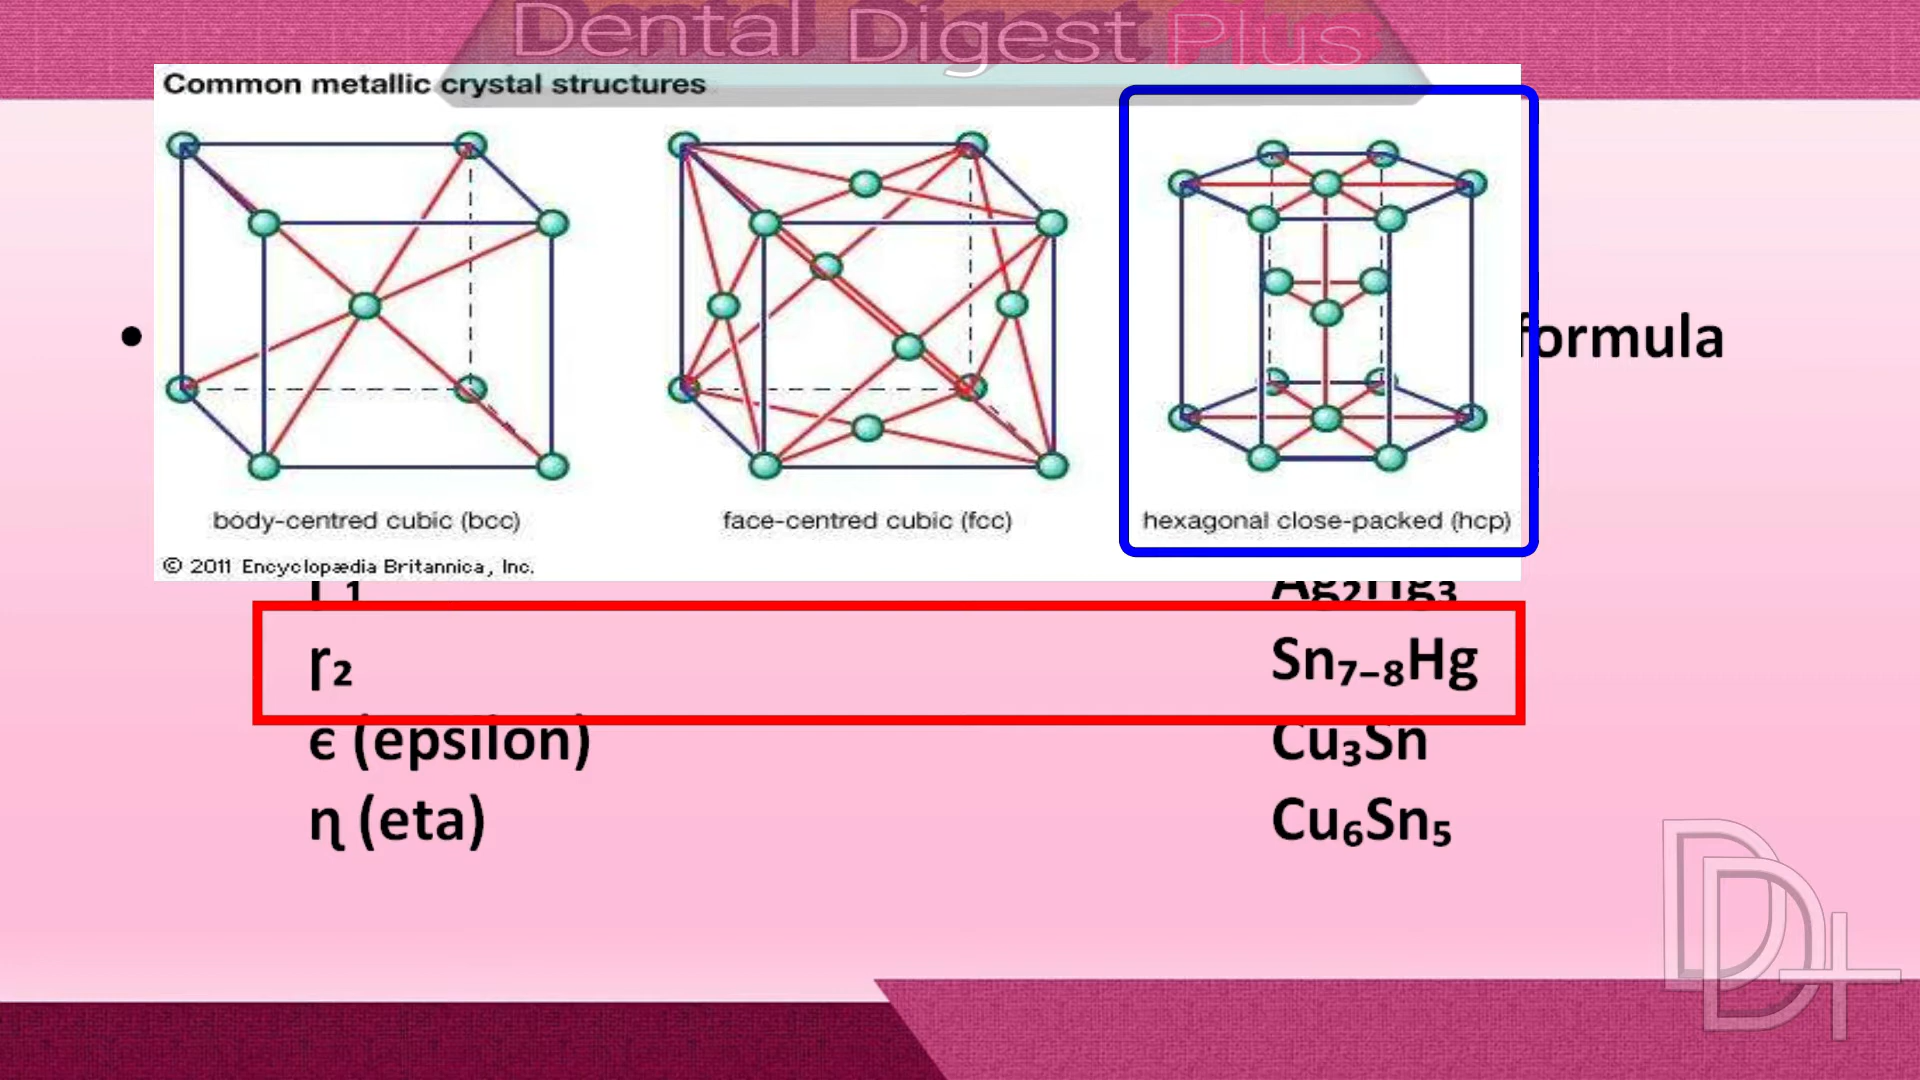 Dental Digest Plus
Common metallic crystal structures
body-centred cubic (bcc) face-centred cubic (fcc) hexagonal close-packed (hcp)
© 2011 Encyclopædia Britannica, Inc.
• formula
Ag₂Hg₃
ɼ₂ Sn₇₋₈Hg
є (epsilon) Cu₃Sn
ɳ (eta) Cu₆Sn₅
DD+